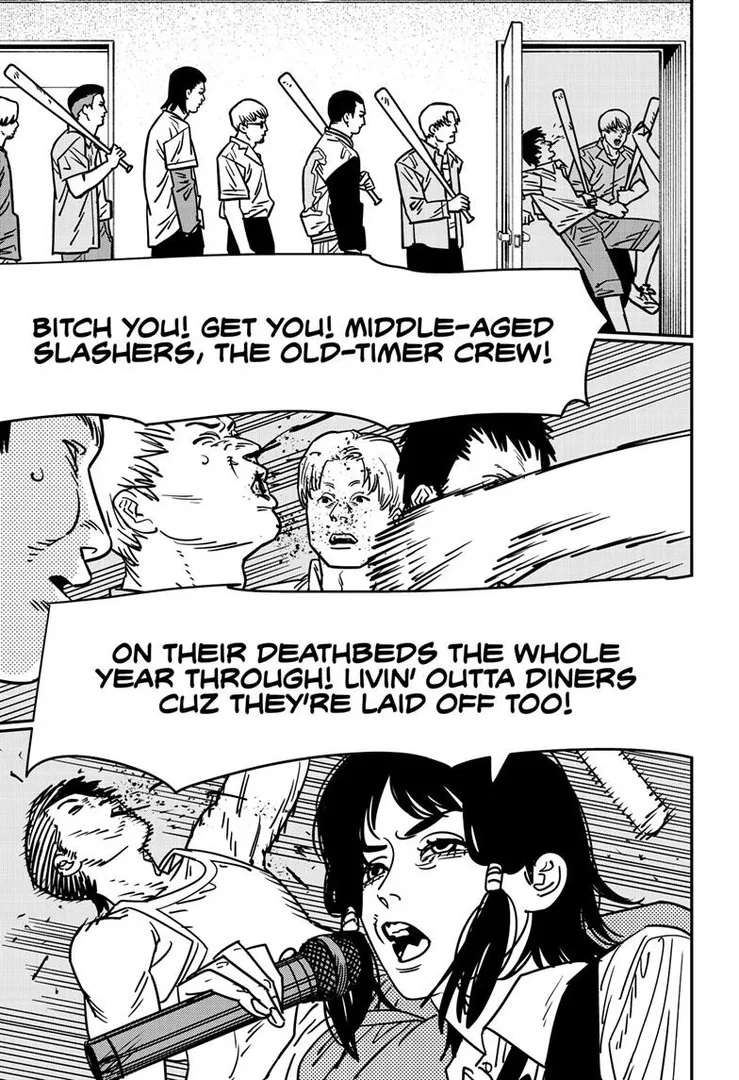 BITCH YOU! GET YOU! MIDDLE-AGED
SLASHERS, THE OLD-TIMER CREW!
ON THEIR DEATHBEDS THE WHOLE
YEAR THROUGH! LIVIN' OUTTA DINERS
CUZ THEY'RE LAID OFF TOO!